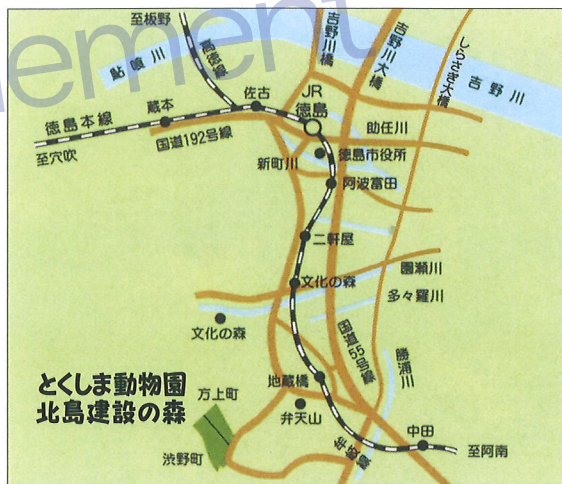 至板野
ement
鮎喰川
高徳線
吉野川橋
吉野川大橋
しらさぎ大橋
吉野川
佐古
JR
徳島
蔵本
徳島本線
国道192号線
至穴吹
助任川
新町川
徳島市役所
阿波富田
二軒屋
園瀬川
文化の森
多々羅川
文化の森
国道55号線
勝浦川
とくしま動物園
北島建設の森
方上町
地蔵橋
弁天山
渋野町
牟岐線
中田
至阿南